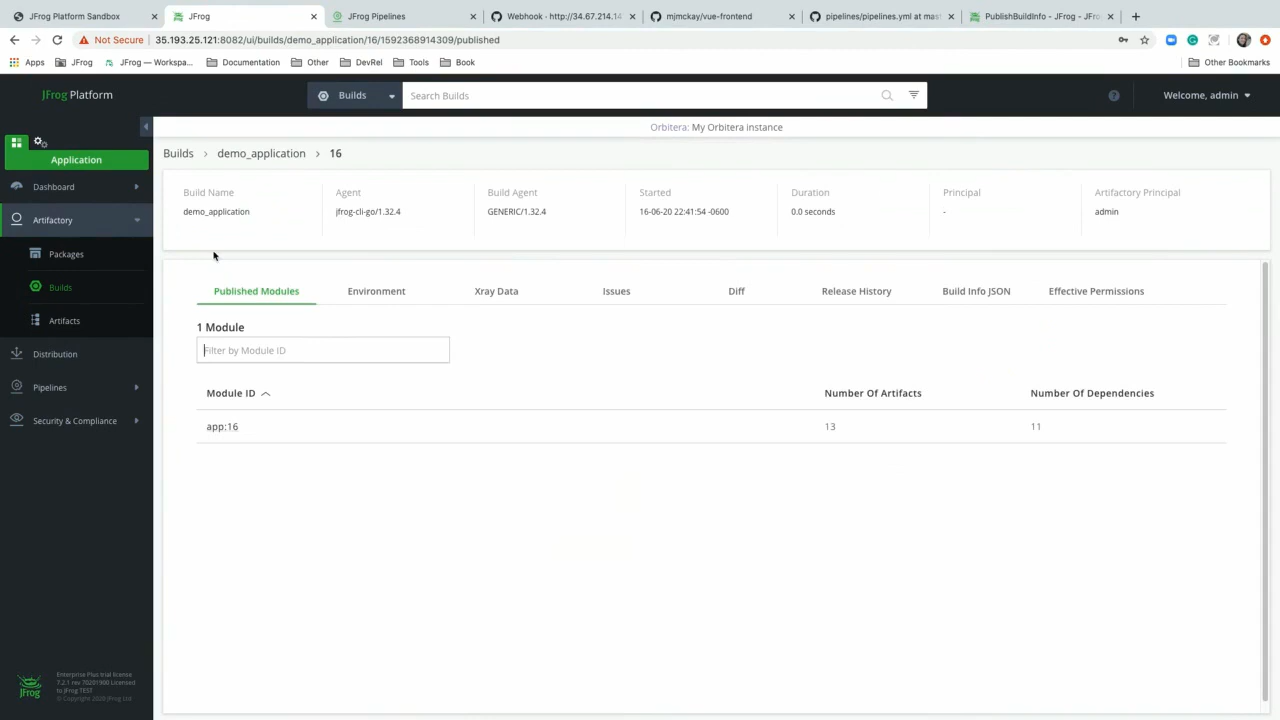 JFrog Platform Sandbox
JFrog
JFrog Pipelines
Webhook · http://34.67.214.14
mjmckay/vue-frontend
pipelines/pipelines.yml at mast
PublishBuildInfo - JFrog - JFro
Not Secure 35.193.25.121:8082/ui/builds/demo_application/16/1592368914309/published
Apps JFrog JFrog — Workspa... Documentation Other DevRel Tools Book Other Bookmarks
JFrog Platform
Builds
Search Builds
Welcome, admin
Orbitera: My Orbitera instance
Application
Dashboard
Artifactory
Packages
Builds
Artifacts
Distribution
Pipelines
Security & Compliance
JFrog
Enterprise Plus trial license
7.2.1 rev 70201900 Licensed
to JFrog TEST
© Copyright 2020 JFrog Ltd
Builds › demo_application › 16
Build Name Agent Build Agent Started Duration Principal Artifactory Principal
demo_application jfrog-cli-go/1.32.4 GENERIC/1.32.4 16-06-20 22:41:54 -0600 0.0 seconds - admin
Published Modules Environment Xray Data Issues Diff Release History Build Info JSON Effective Permissions
1 Module
Filter by Module ID
Module ID Number Of Artifacts Number Of Dependencies
app:16 13 11